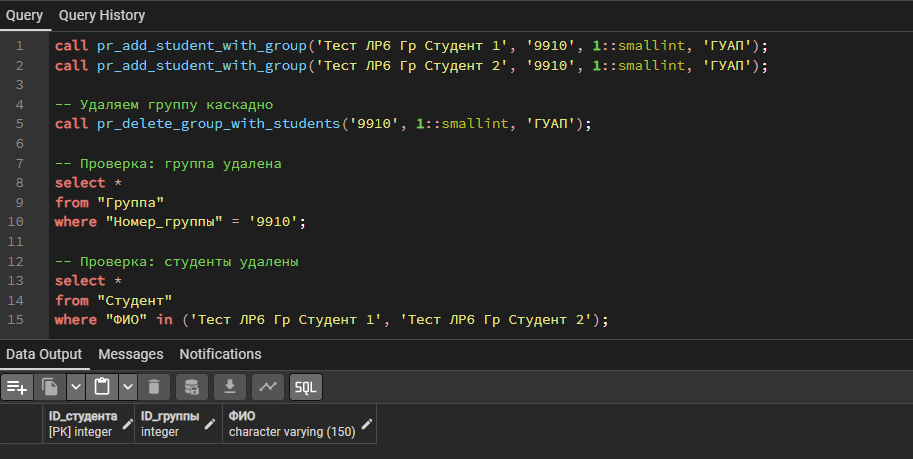 Query Query History
1 call pr_add_student_with_group('Тест ЛР6 Гр Студент 1', '9910', 1::smallint, 'ГУАП');
2 call pr_add_student_with_group('Тест ЛР6 Гр Студент 2', '9910', 1::smallint, 'ГУАП');
3
4 -- Удаляем группу каскадно
5 call pr_delete_group_with_students('9910', 1::smallint, 'ГУАП');
6
7 -- Проверка: группа удалена
8 select *
9 from "Группа"
10 where "Номер_группы" = '9910';
11
12 -- Проверка: студенты удалены
13 select *
14 from "Студент"
15 where "ФИО" in ('Тест ЛР6 Гр Студент 1', 'Тест ЛР6 Гр Студент 2');
Data Output Messages Notifications
SQL
ID_студента ID_группы ФИО
[PK] integer integer character varying (150)